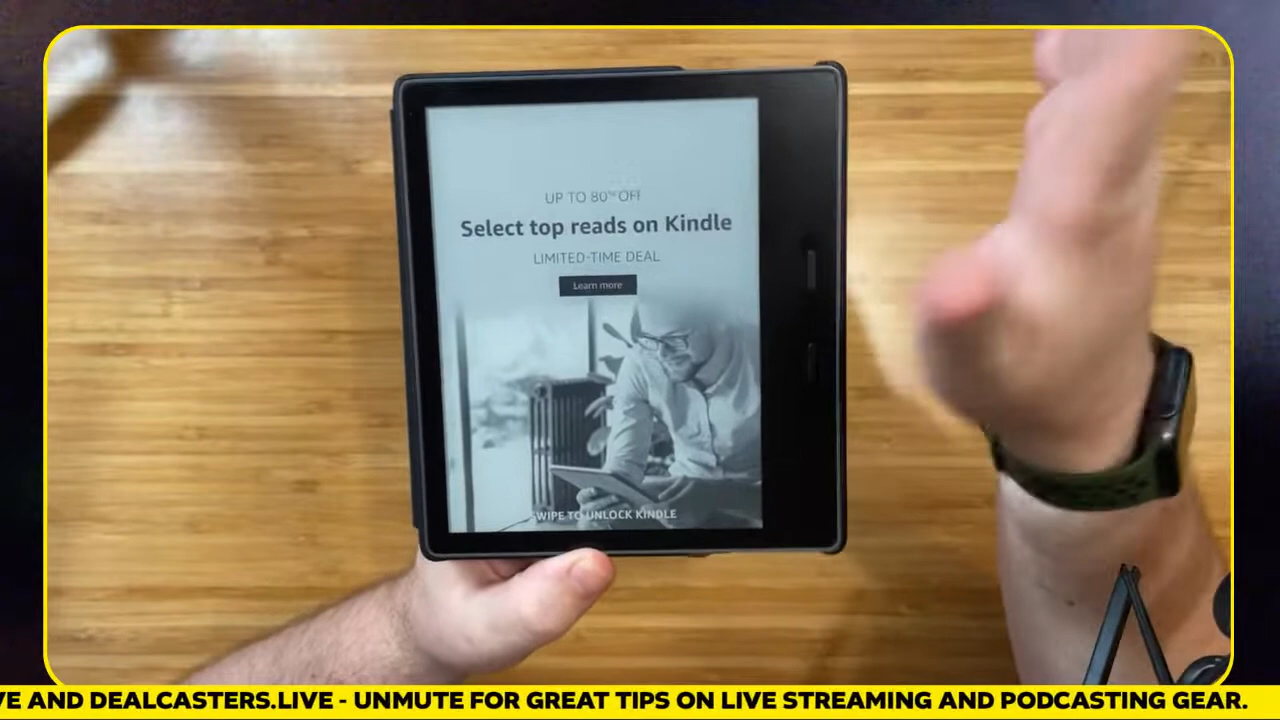 UP TO 80% OFF
Select top reads on Kindle
LIMITED-TIME DEAL
Learn more
SWIPE TO UNLOCK KINDLE
VE AND DEALCASTERS.LIVE - UNMUTE FOR GREAT TIPS ON LIVE STREAMING AND PODCASTING GEAR.